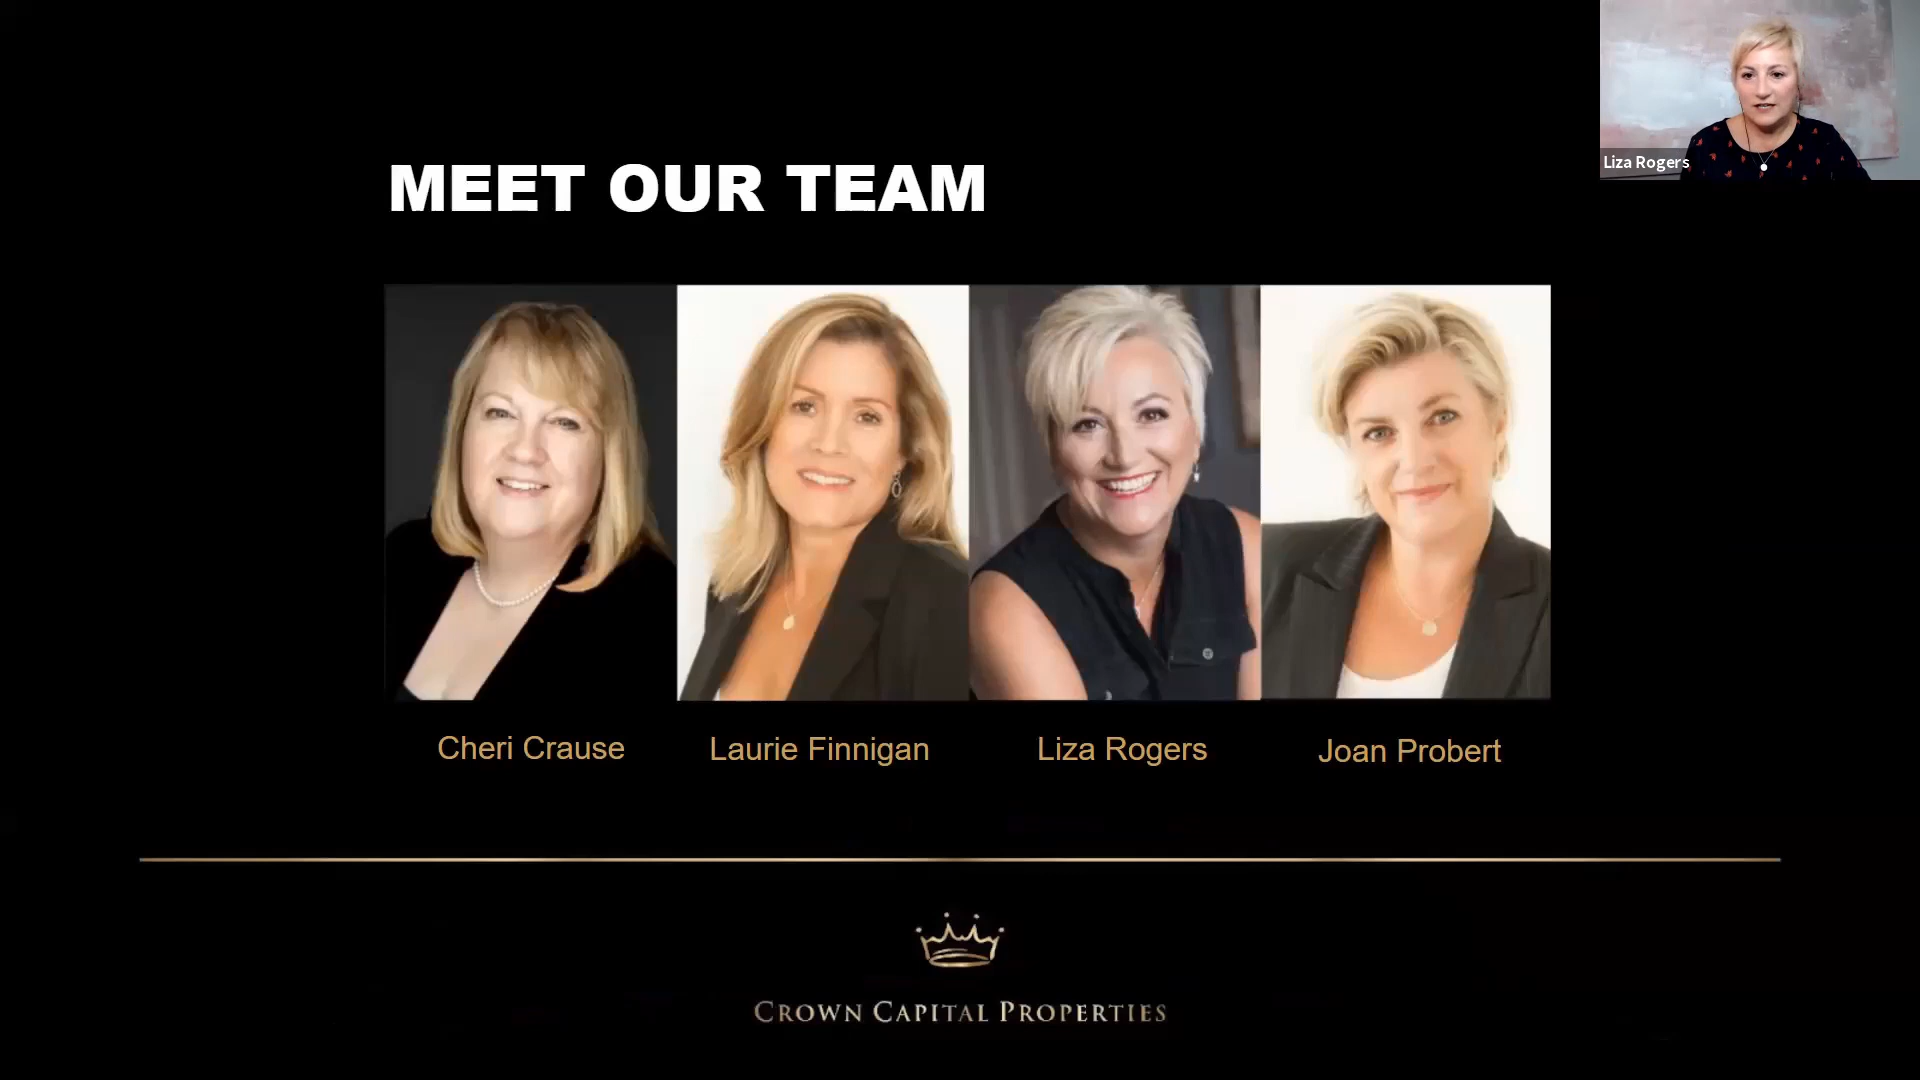 Liza Rogers
MEET OUR TEAM
Cheri Crause
Laurie Finnigan
Liza Rogers
Joan Probert
CROWN CAPITAL PROPERTIES